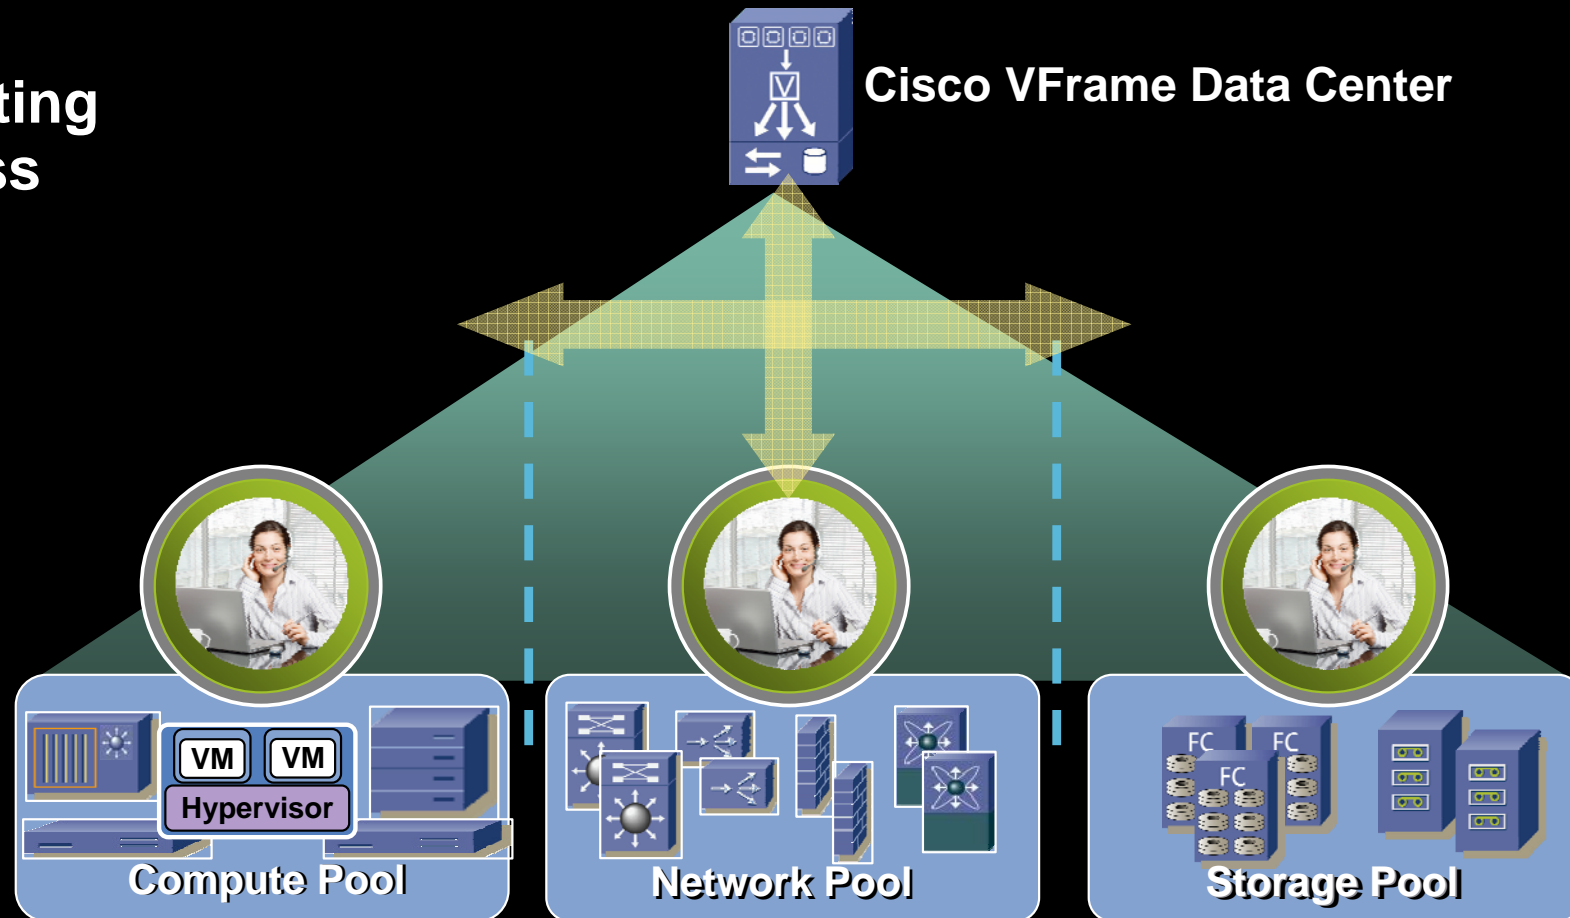 ting
ss
Cisco VFrame Data Center
V
VM
VM
Hypervisor
FC
FC
FC
Compute Pool
Network Pool
Storage Pool